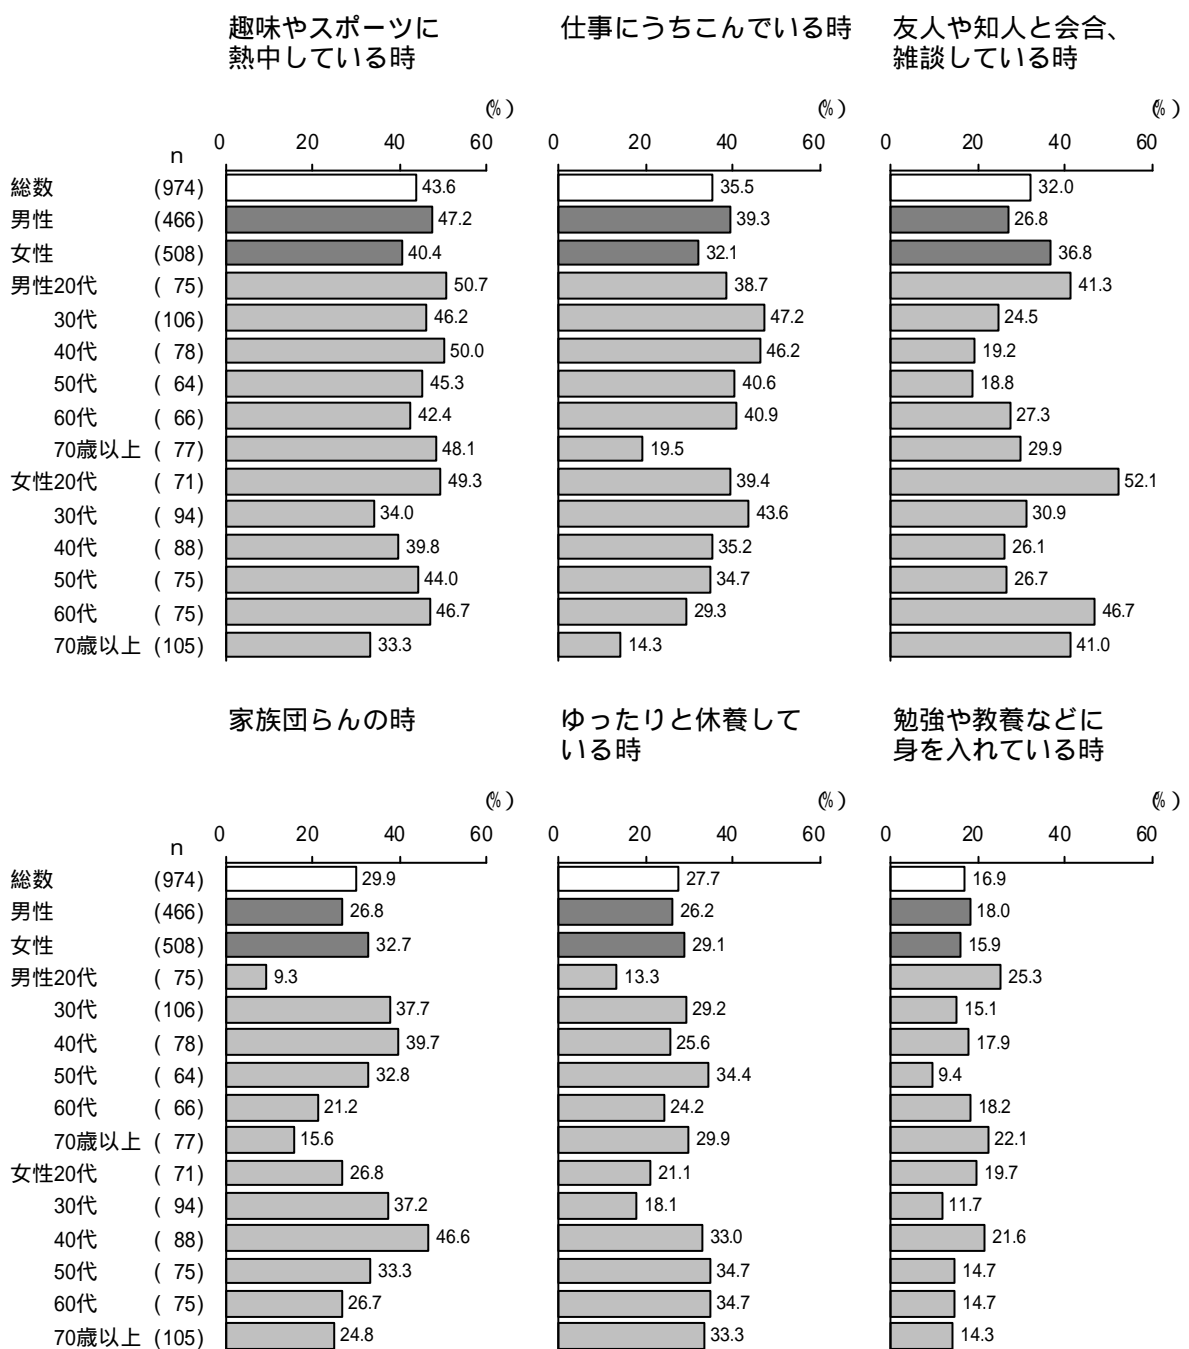 趣味やスポーツに 仕事にうちこんでいる時 友人や知人と会合、
熱中している時 雑談している時
(%) (%) (%)
0 20 40 60 0 20 40 60 0 20 40 60
n
総数 (974) 43.6 35.5 32.0
男性 (466) 47.2 39.3 26.8
女性 (508) 40.4 32.1 36.8
男性20代 ( 75) 50.7 38.7 41.3
30代 (106) 46.2 47.2 24.5
40代 ( 78) 50.0 46.2 19.2
50代 ( 64) 45.3 40.6 18.8
60代 ( 66) 42.4 40.9 27.3
70歳以上 ( 77) 48.1 19.5 29.9
女性20代 ( 71) 49.3 39.4 52.1
30代 ( 94) 34.0 43.6 30.9
40代 ( 88) 39.8 35.2 26.1
50代 ( 75) 44.0 34.7 26.7
60代 ( 75) 46.7 29.3 46.7
70歳以上 (105) 33.3 14.3 41.0
家族団らんの時 ゆったりと休養して 勉強や教養などに
いる時 身を入れている時
(%) (%) (%)
0 20 40 60 0 20 40 60 0 20 40 60
n
総数 (974) 29.9 27.7 16.9
男性 (466) 26.8 26.2 18.0
女性 (508) 32.7 29.1 15.9
男性20代 ( 75) 9.3 13.3 25.3
30代 (106) 37.7 29.2 15.1
40代 ( 78) 39.7 25.6 17.9
50代 ( 64) 32.8 34.4 9.4
60代 ( 66) 21.2 24.2 18.2
70歳以上 ( 77) 15.6 29.9 22.1
女性20代 ( 71) 26.8 21.1 19.7
30代 ( 94) 37.2 18.1 11.7
40代 ( 88) 46.6 33.0 21.6
50代 ( 75) 33.3 34.7 14.7
60代 ( 75) 26.7 34.7 14.7
70歳以上 (105) 24.8 33.3 14.3